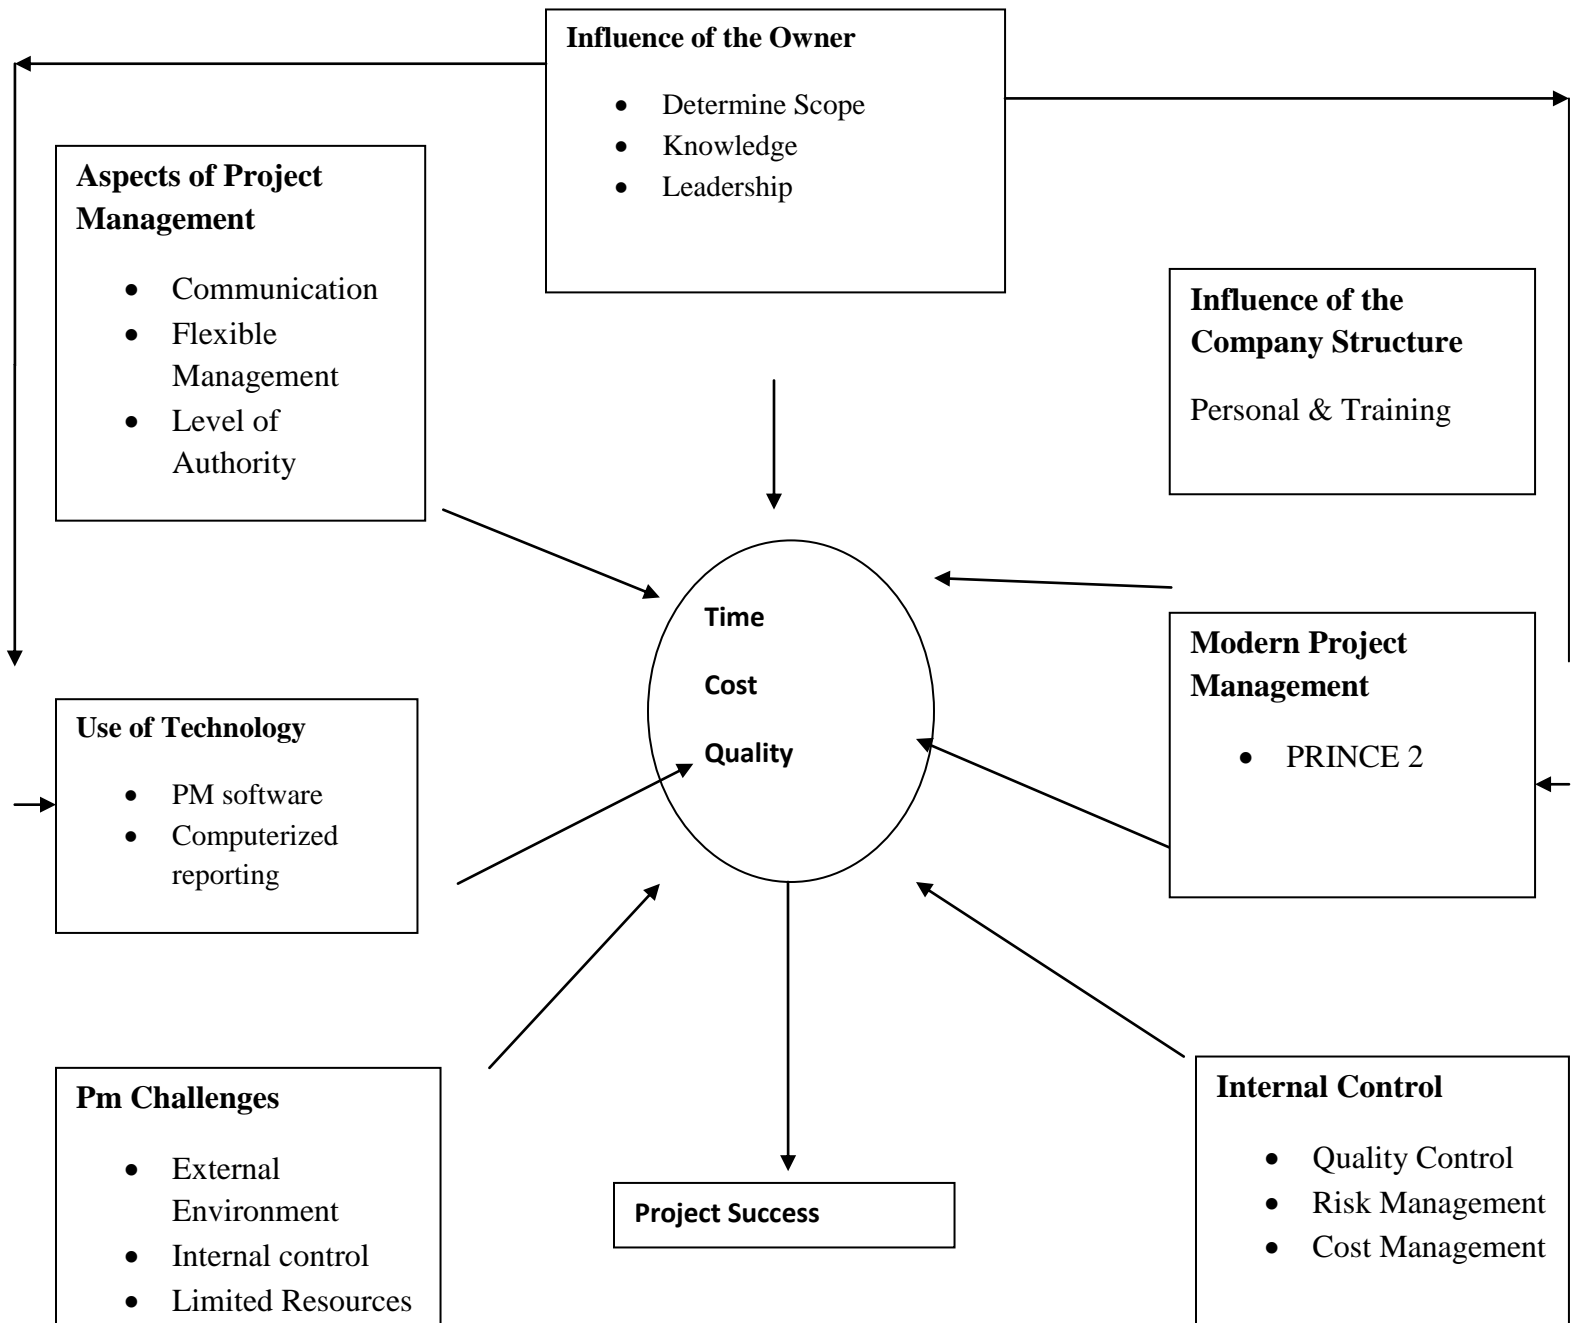 Influence of the Owner
• Determine Scope
• Knowledge
• Leadership
Aspects of Project
Management
• Communication
• Flexible
Management
• Level of
Authority
Influence of the
Company Structure
Personal & Training
Time
Cost
Quality
Modern Project
Management
• PRINCE 2
Use of Technology
• PM software
• Computerized
reporting
Pm Challenges
• External
Environment
• Internal control
• Limited Resources
Project Success
Internal Control
• Quality Control
• Risk Management
• Cost Management